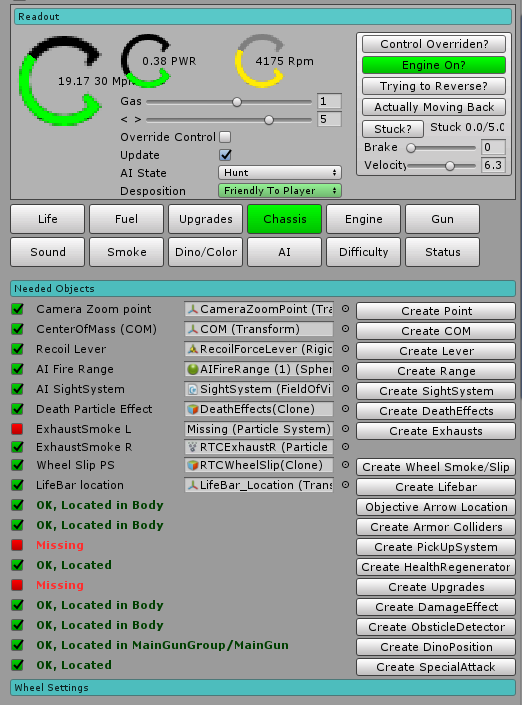 Readout
19.17 30 Mph
0.38 PWR
4175 Rpm
Control Overriden?
Engine On?
Trying to Reverse?
Actually Moving Back
Stuck? Stuck 0.0/5.0
Brake 0
Velocity 6.3
Gas 1
< > 5
Override Control
Update
AI State Hunt
Desposition Friendly To Player
Life Fuel Upgrades Chassis Engine Gun
Sound Smoke Dino/Color AI Difficulty Status
Needed Objects
Camera Zoom point CameraZoomPoint (Tra Create Point
CenterOfMass (COM) COM (Transform) Create COM
Recoil Lever RecoilForceLever (Rigid Create Lever
AI Fire Range AIFireRange (1) (Spher Create Range
AI SightSystem SightSystem (FieldOfVi Create SightSystem
Death Particle Effect DeathEffects(Clone) Create DeathEffects
ExhaustSmoke L Missing (Particle System) Create Exhausts
ExhaustSmoke R RTCExhaustR (Particle
Wheel Slip PS RTCWheelSlip(Clone) Create Wheel Smoke/Slip
LifeBar location LifeBar_Location (Trans Create Lifebar
OK, Located in Body Objective Arrow Location
OK, Located in Body Create Armor Colliders
Missing Create PickUpSystem
OK, Located Create HealthRegenerator
Missing Create Upgrades
OK, Located in Body Create DamageEffect
OK, Located in Body Create ObsticleDetector
OK, Located in MainGunGroup/MainGun Create DinoPosition
OK, Located Create SpecialAttack
Wheel Settings